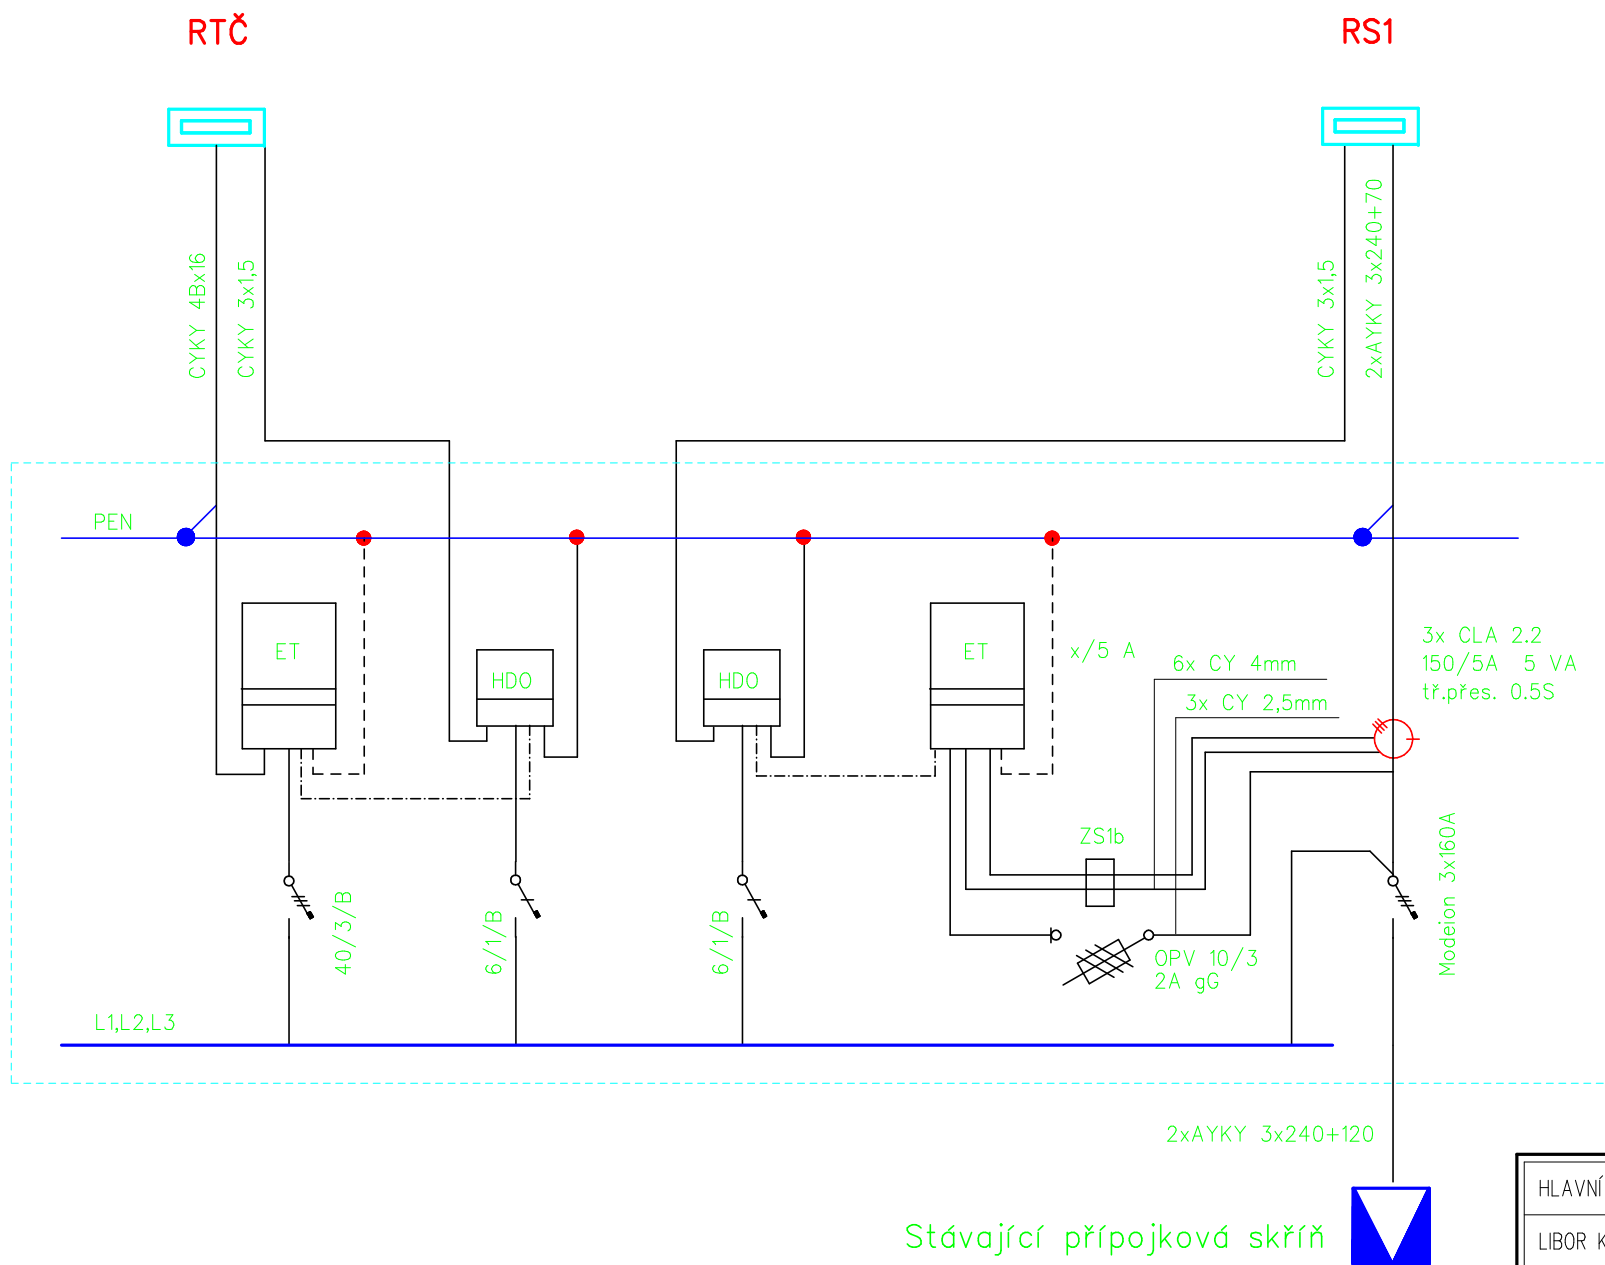 RTČ
RS1
CYKY 4Bx16
CYKY 3x1,5
CYKY 3x1,5
2xAYKY 3x240+70
PEN
ET
HDO
HDO
ET
x/5 A
6x CY 4mm
3x CY 2,5mm
3x CLA 2.2
150/5A 5 VA
tř.přes. 0.5S
ZS1b
40/3/B
6/1/B
6/1/B
OPV 10/3
2A gG
Modeion 3x160A
L1,L2,L3
2xAYKY 3x240+120
Stávající přípojková skříň
HLAVNÍ
LIBOR K